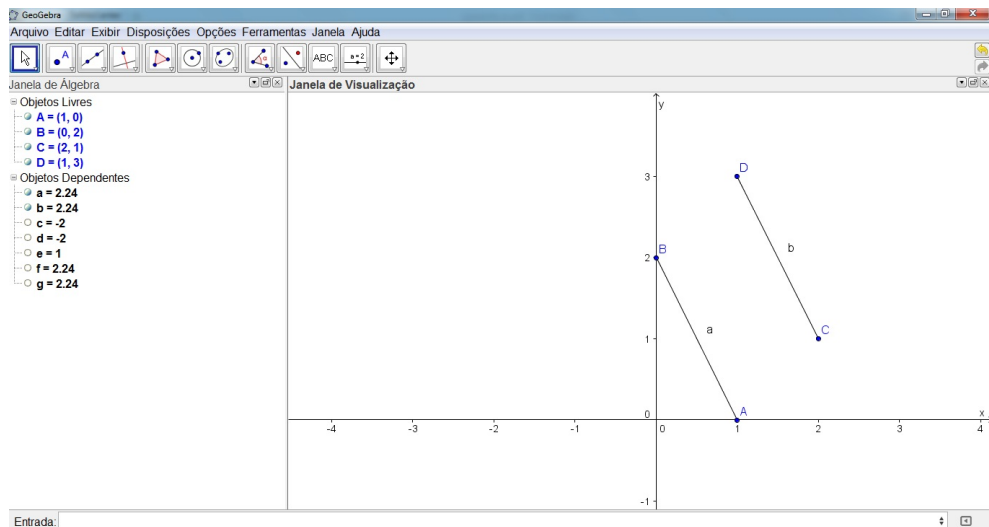 GeoGebra
Arquivo Editar Exibir Disposições Opções Ferramentas Janela Ajuda
A
ABC
a=2
Janela de Álgebra
Objetos Livres
A = (1, 0)
B = (0, 2)
C = (2, 1)
D = (1, 3)
Objetos Dependentes
a = 2.24
b = 2.24
c = -2
d = -2
e = 1
f = 2.24
g = 2.24
Janela de Visualização
y
D
3
b
B
2
C
a
1
A
0
x
-4 -3 -2 -1 0 1 2 3 4
-1
Entrada: